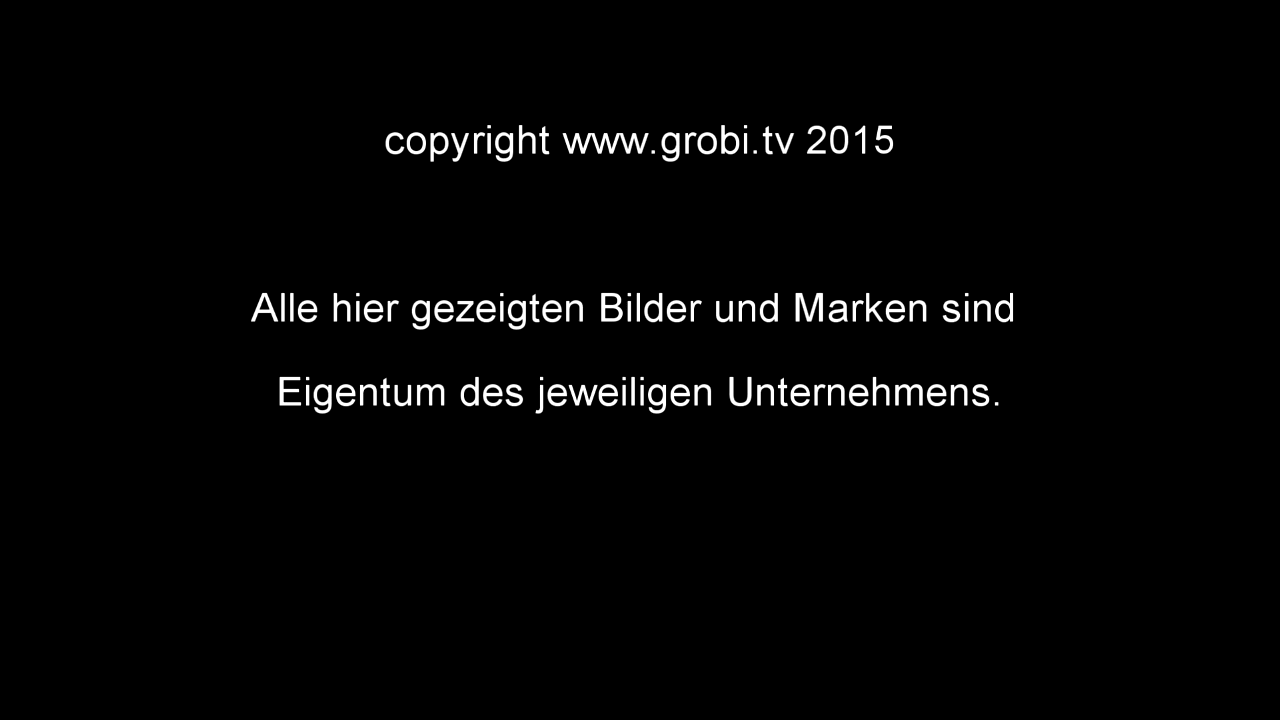 copyright www.grobi.tv 2015
Alle hier gezeigten Bilder und Marken sind
Eigentum des jeweiligen Unternehmens.